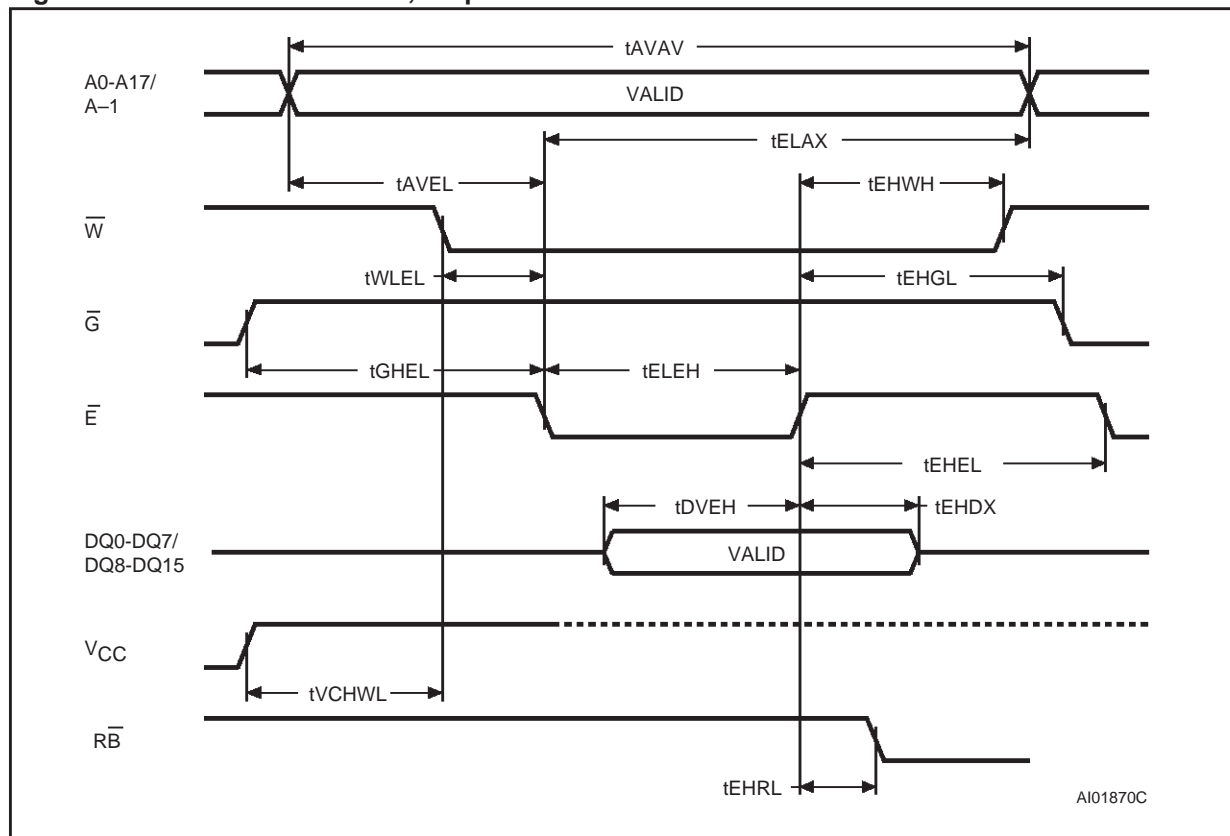 tAVAV
A0-A17/
A–1
VALID
tELAX
tAVEL
tEHWH
W̅
tWLEL
tEHGL
G̅
tGHEL
tELEH
E̅
tEHEL
tDVEH
tEHDX
DQ0-DQ7/
DQ8-DQ15
VALID
VCC
tVCHWL
RB̅
tEHRL
AI01870C